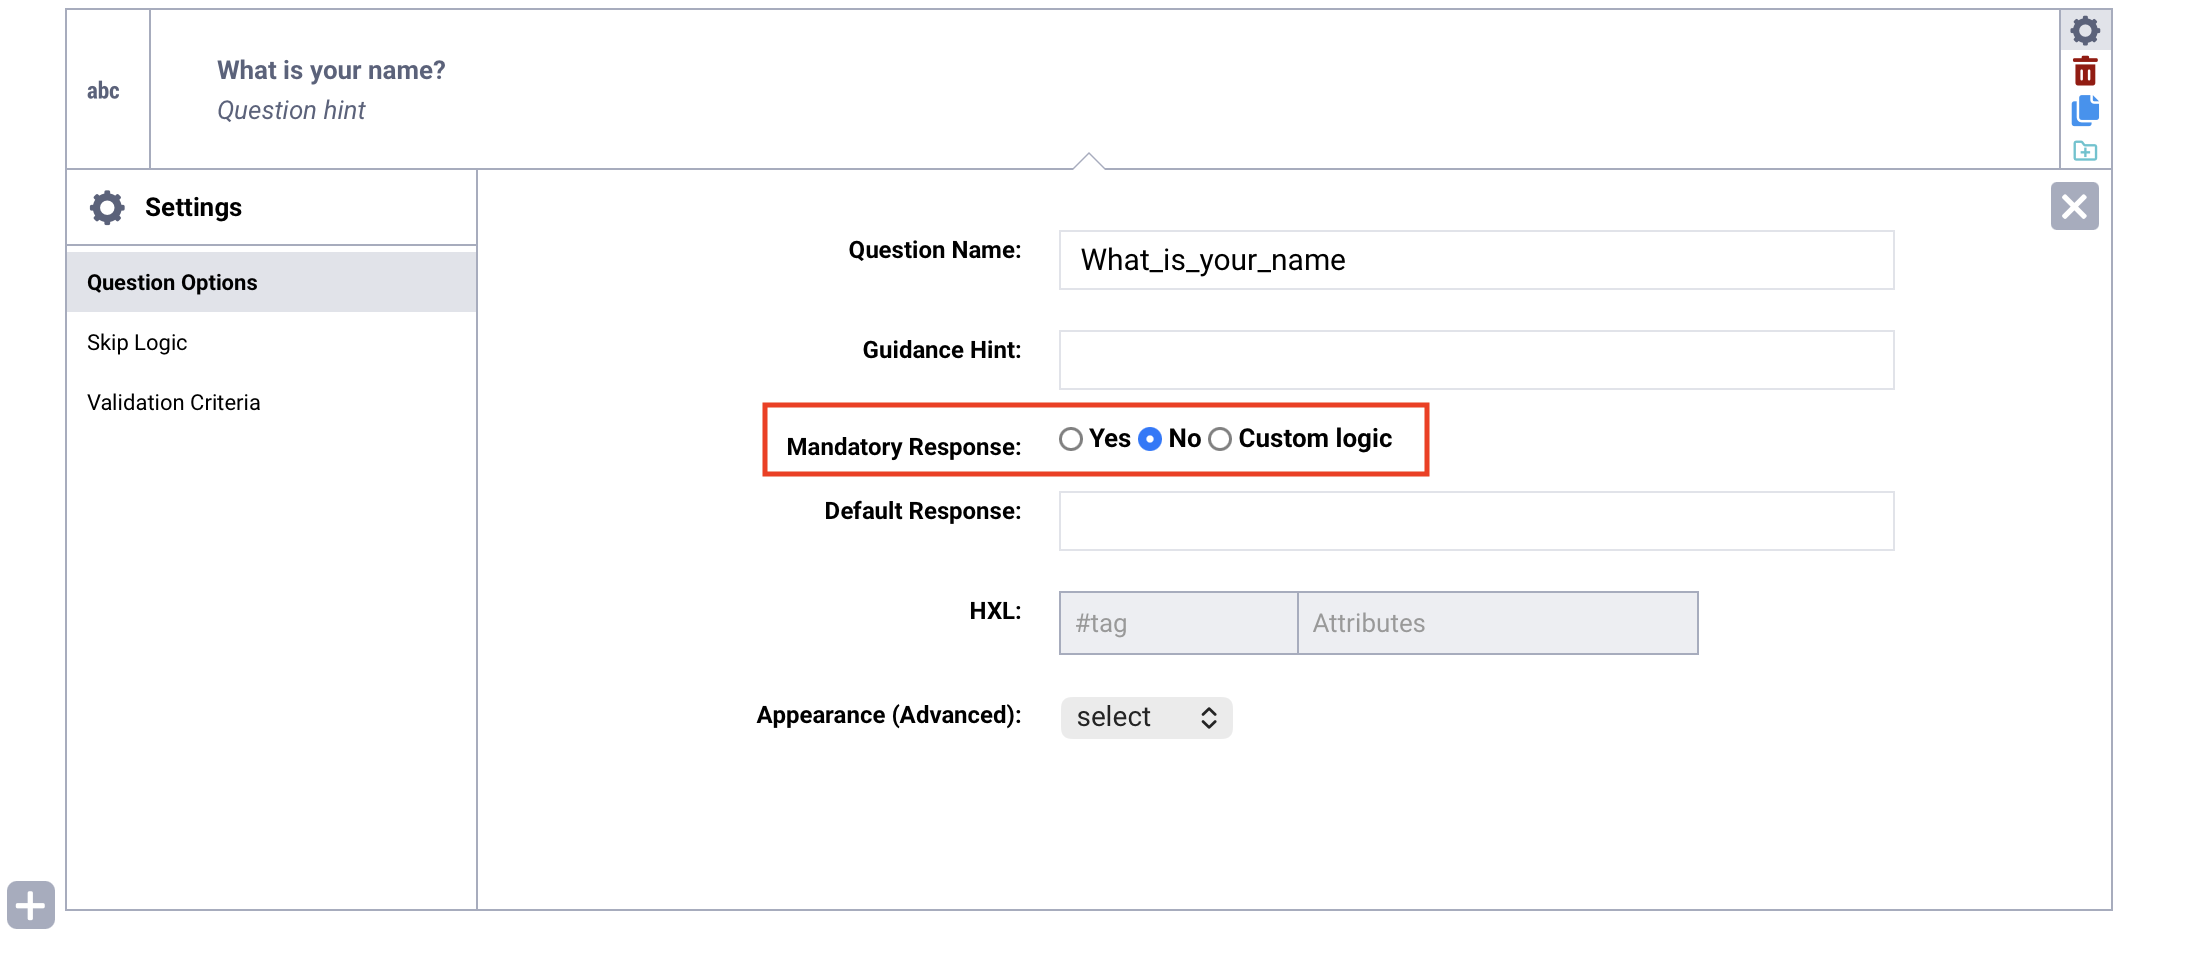 abc
What is your name?
Question hint
Settings
Question Options
Skip Logic
Validation Criteria
Question Name: What_is_your_name
Guidance Hint:
Mandatory Response: Yes No Custom logic
Default Response:
HXL: #tag Attributes
Appearance (Advanced): select